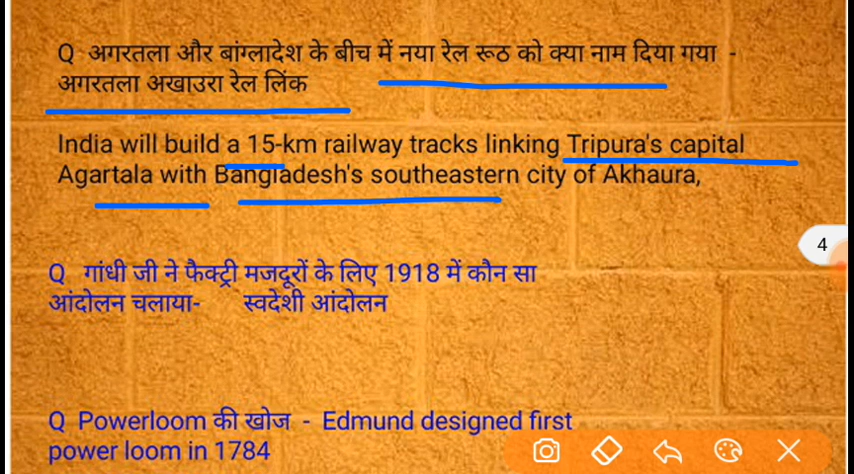 Q अगरतला और बांग्लादेश के बीच में नया रेल रूठ को क्या नाम दिया गया -
अगरतला अखाउरा रेल लिंक
India will build a 15-km railway tracks linking Tripura's capital
Agartala with Bangladesh's southeastern city of Akhaura,
4
Q गांधी जी ने फैक्ट्री मजदूरों के लिए 1918 में कौन सा
आंदोलन चलाया- स्वदेशी आंदोलन
Q Powerloom की खोज - Edmund designed first
power loom in 1784